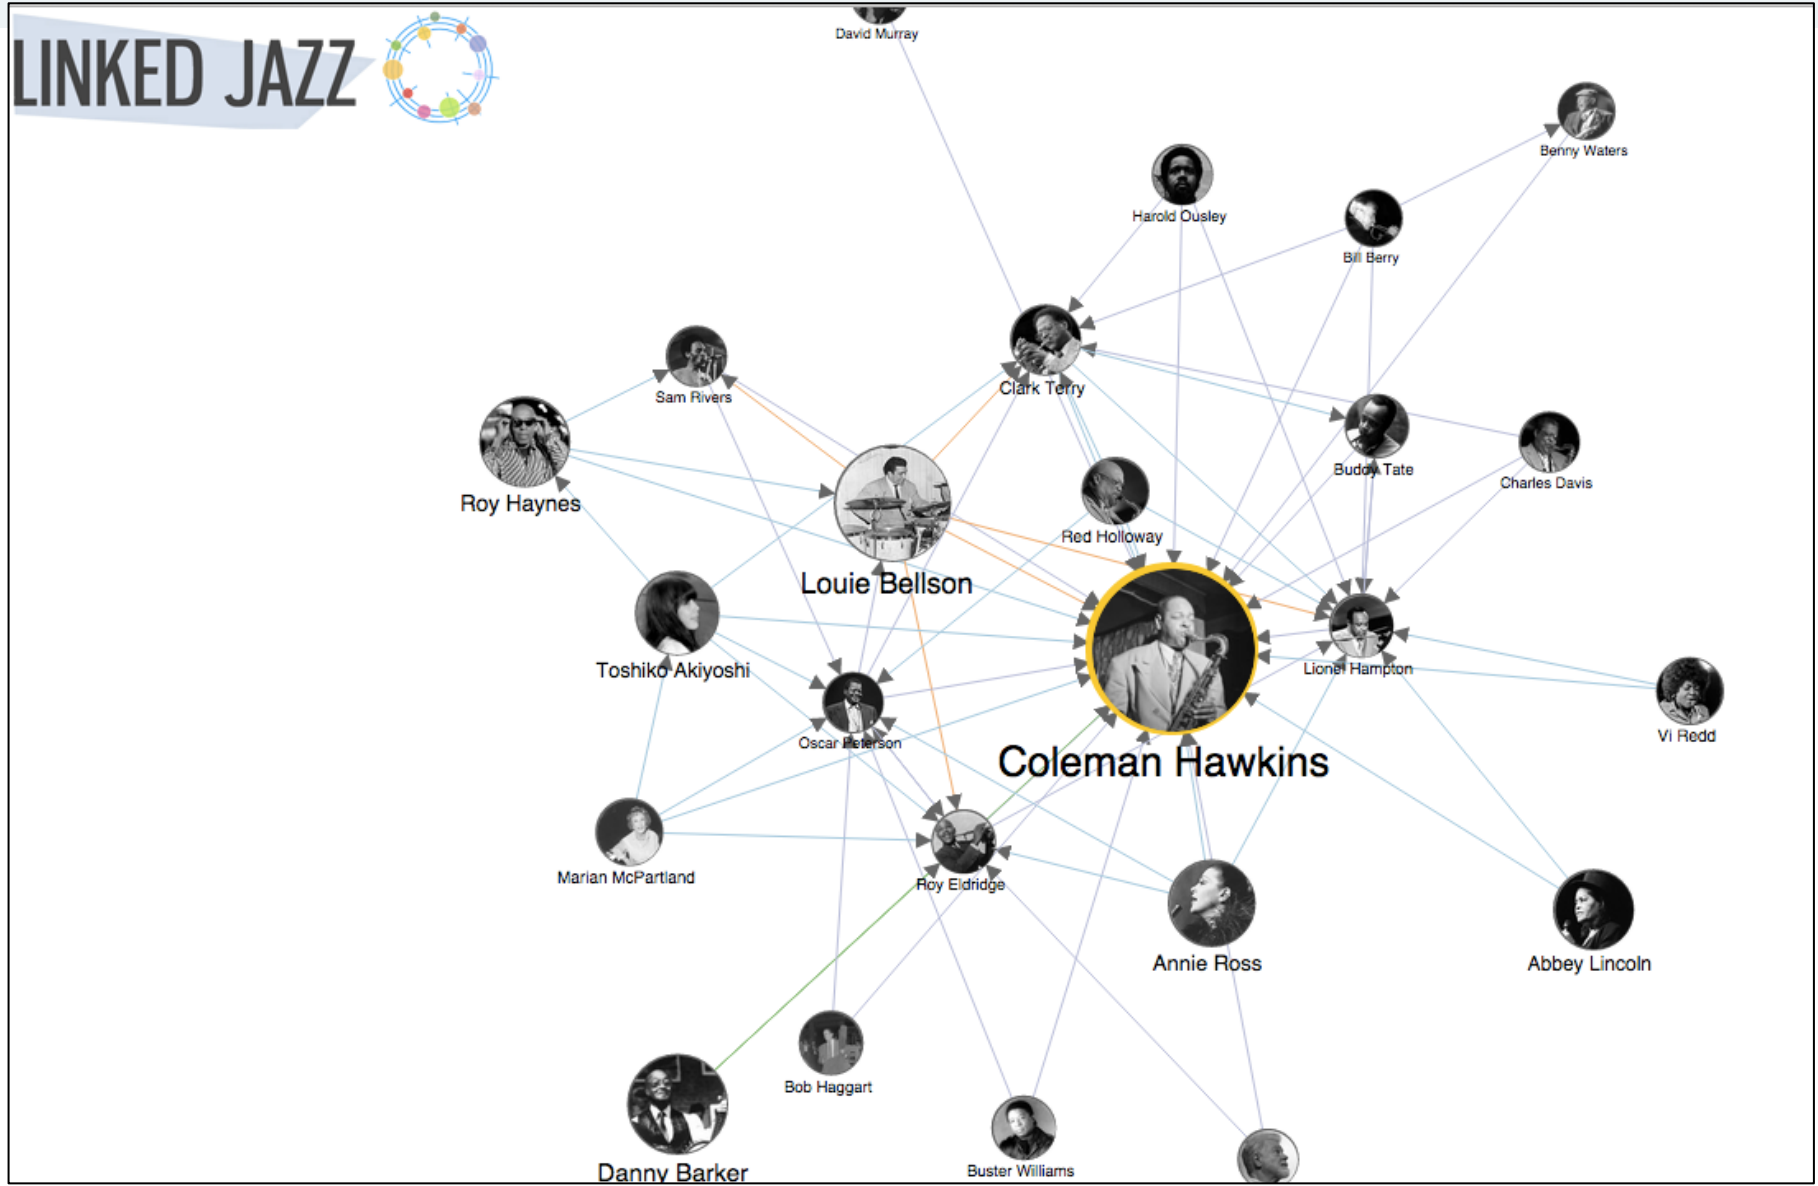 LINKED JAZZ
David Murray
Benny Waters
Harold Ousley
Bill Berry
Clark Terry
Sam Rivers
Buddy Tate
Charles Davis
Roy Haynes
Red Holloway
Louie Bellson
Toshiko Akiyoshi
Lionel Hampton
Vi Redd
Oscar Peterson
Coleman Hawkins
Marian McPartland
Roy Eldridge
Annie Ross
Abbey Lincoln
Bob Haggart
Buster Williams
Danny Barker